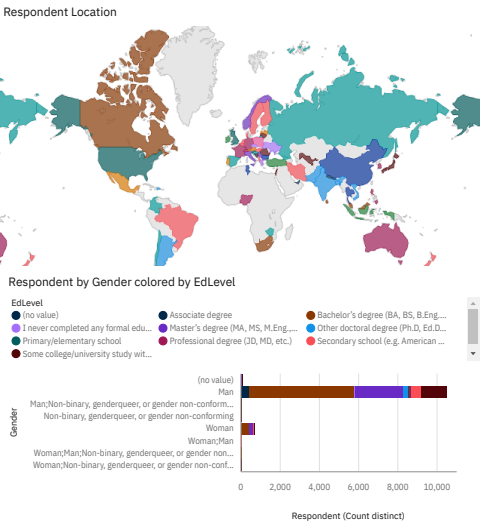 Respondent Location
Respondent by Gender colored by EdLevel
EdLevel
(no value)
Associate degree
Bachelor's degree (BA, BS, B.Eng....
I never completed any formal edu...
Master's degree (MA, MS, M.Eng.,...
Other doctoral degree (Ph.D, Ed.D...
Primary/elementary school
Professional degree (JD, MD, etc.)
Secondary school (e.g. American ...
Some college/university study wit...
Gender
(no value)
Man
Man;Non-binary, genderqueer, or gender non-conform...
Non-binary, genderqueer, or gender non-conforming
Woman
Woman;Man
Woman;Man;Non-binary, genderqueer, or gender non...
Woman;Non-binary, genderqueer, or gender non-conf...
0 2,000 4,000 6,000 8,000 10,000
Respondent (Count distinct)